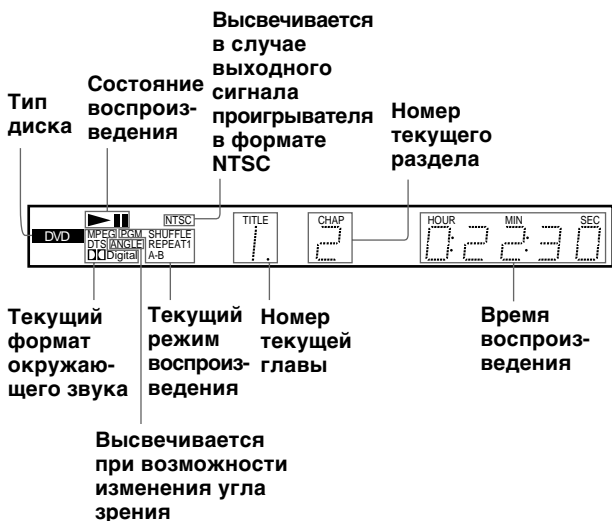 Тип
диска
Состояние
воспроиз-
ведения
Высвечивается
в случае
выходного
сигнала
проигрывателя
в формате
NTSC
Номер
текущего
раздела
DVD
NTSC
MPEG PGM SHUFFLE
DTS ANGLE REPEAT1
Digital A-B
TITLE
1.
CHAP
2
HOUR MIN SEC
0:22:30
Текущий
формат
окружаю-
щего звука
Текущий
режим
воспроиз-
ведения
Номер
текущей
главы
Время
воспроиз-
ведения
Высвечивается
при возможности
изменения угла
зрения